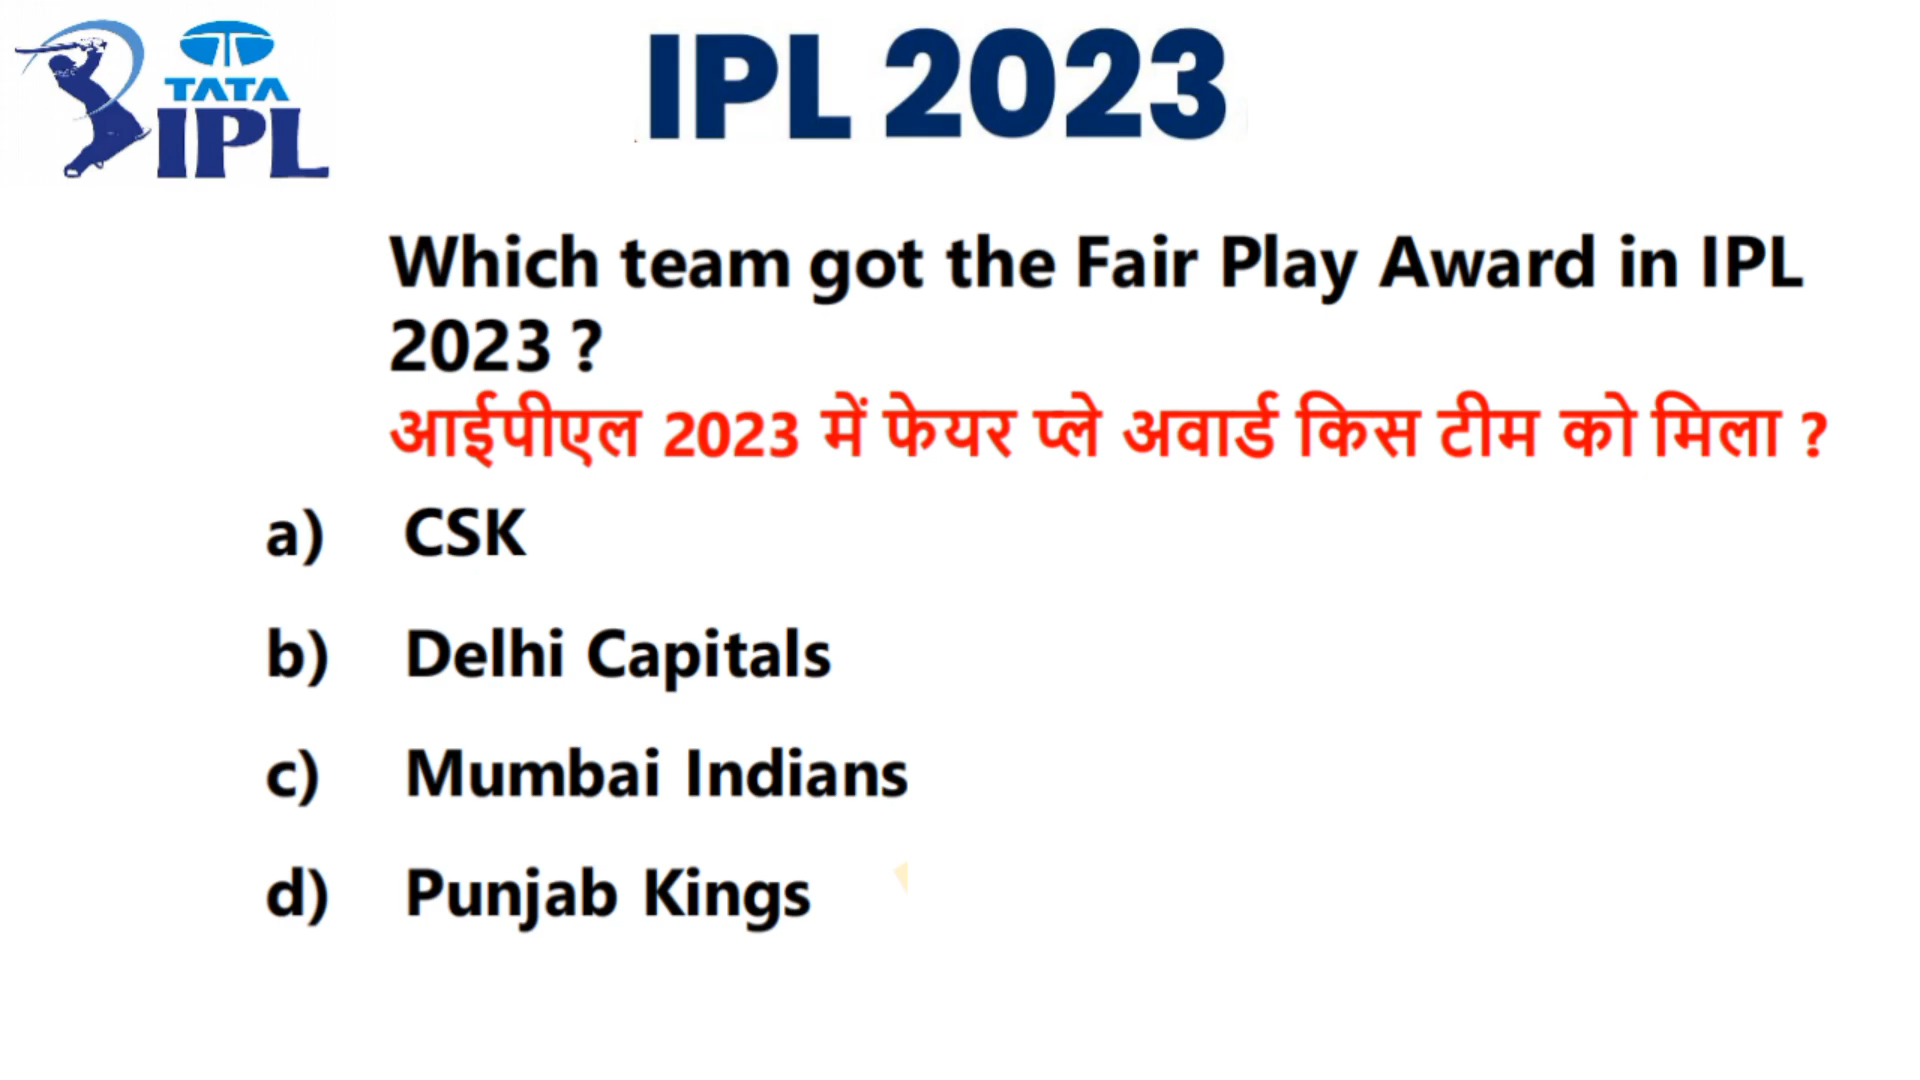 TATA
IPL
IPL 2023
Which team got the Fair Play Award in IPL
2023 ?
आईपीएल 2023 में फेयर प्ले अवार्ड किस टीम को मिला ?
a) CSK
b) Delhi Capitals
c) Mumbai Indians
d) Punjab Kings